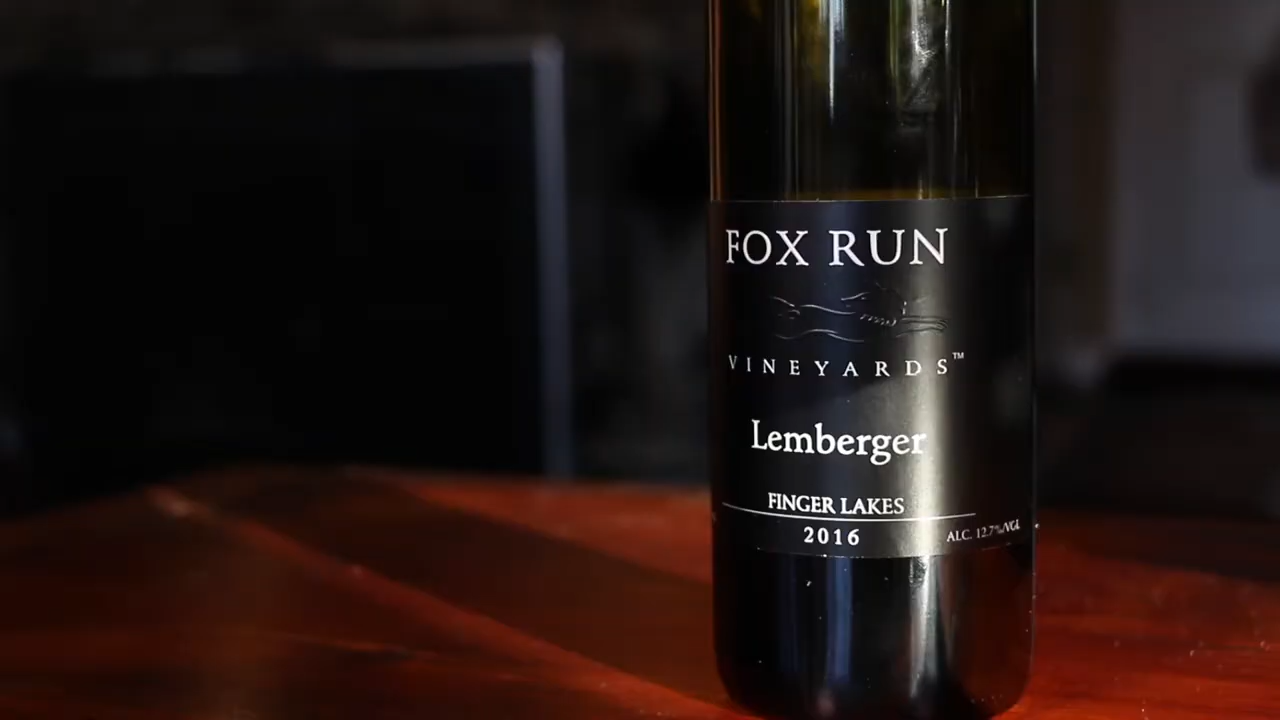 FOX RUN
VINEYARDS™
Lemberger
FINGER LAKES
2016
ALC. 12.7%/VOL